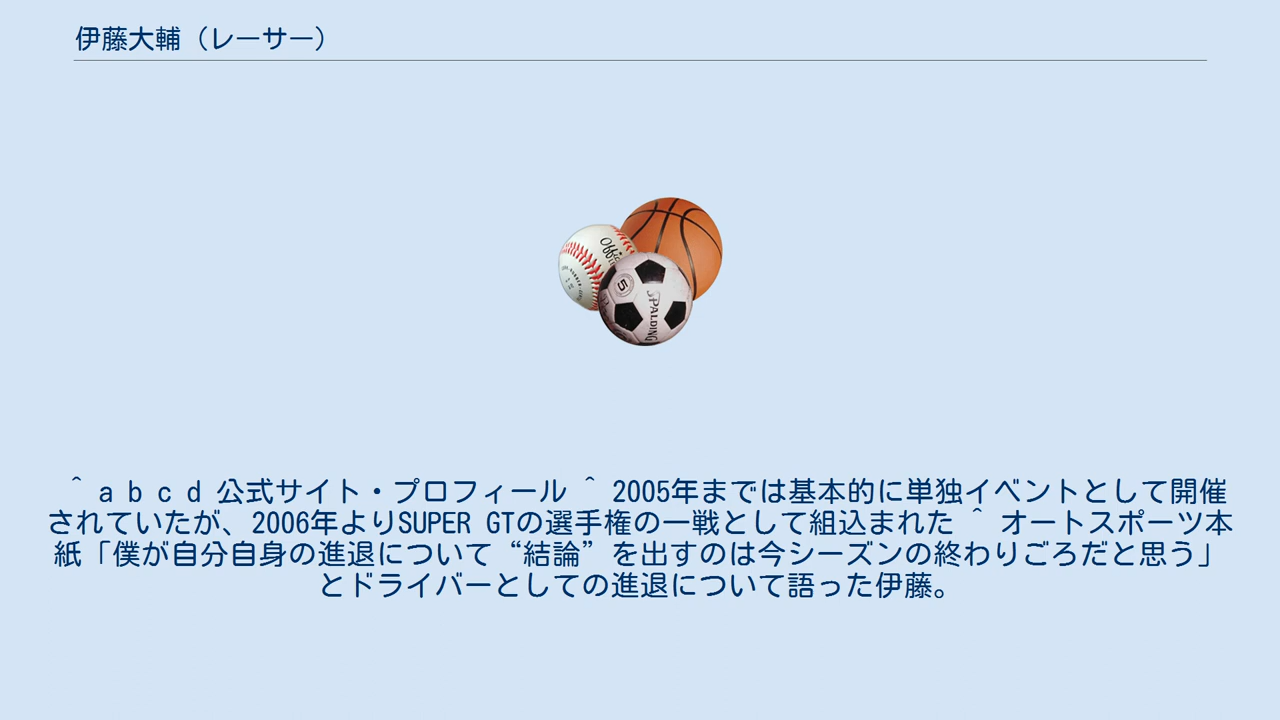 伊藤大輔（レーサー）
Offic
5
SPALDING
^ a b c d 公式サイト・プロフィール ^ 2005年までは基本的に単独イベントとして開催
されていたが、2006年よりSUPER GTの選手権の一戦として組込まれた ^ オートスポーツ本
紙「僕が自分自身の進退について“結論”を出すのは今シーズンの終わりごろだと思う」
とドライバーとしての進退について語った伊藤。